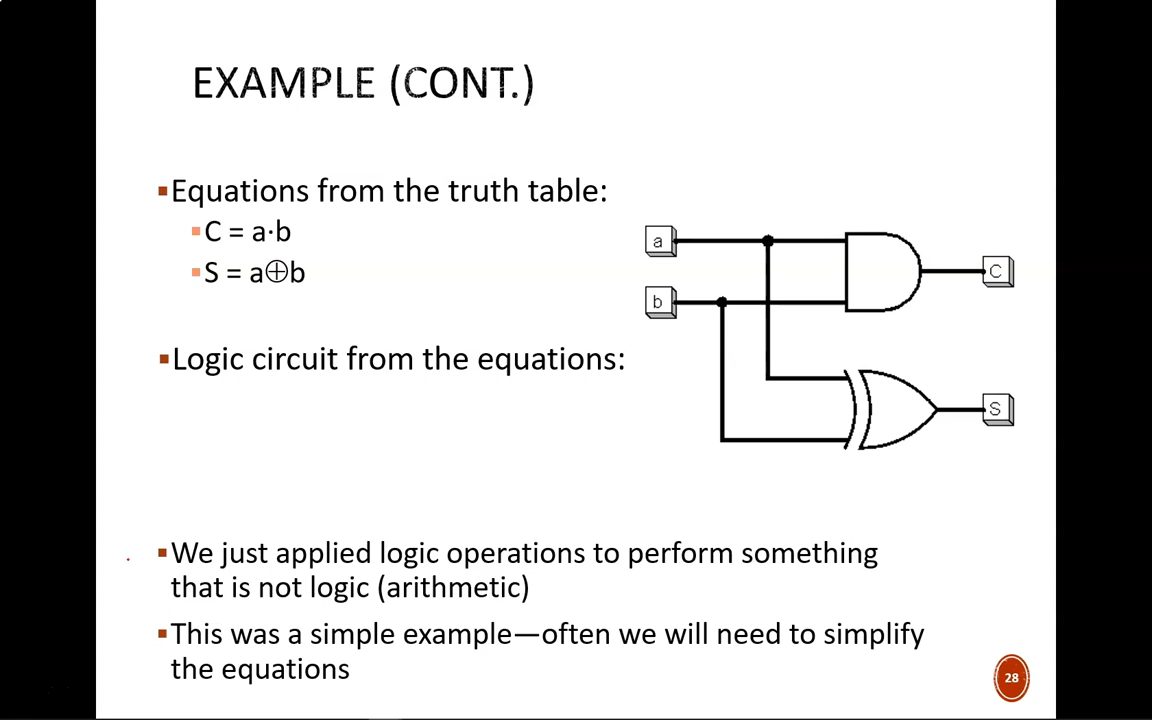 EXAMPLE (CONT.)
Equations from the truth table:
C = a·b
S = a⊕b
a
b
C
S
Logic circuit from the equations:
We just applied logic operations to perform something
that is not logic (arithmetic)
This was a simple example—often we will need to simplify
the equations
28